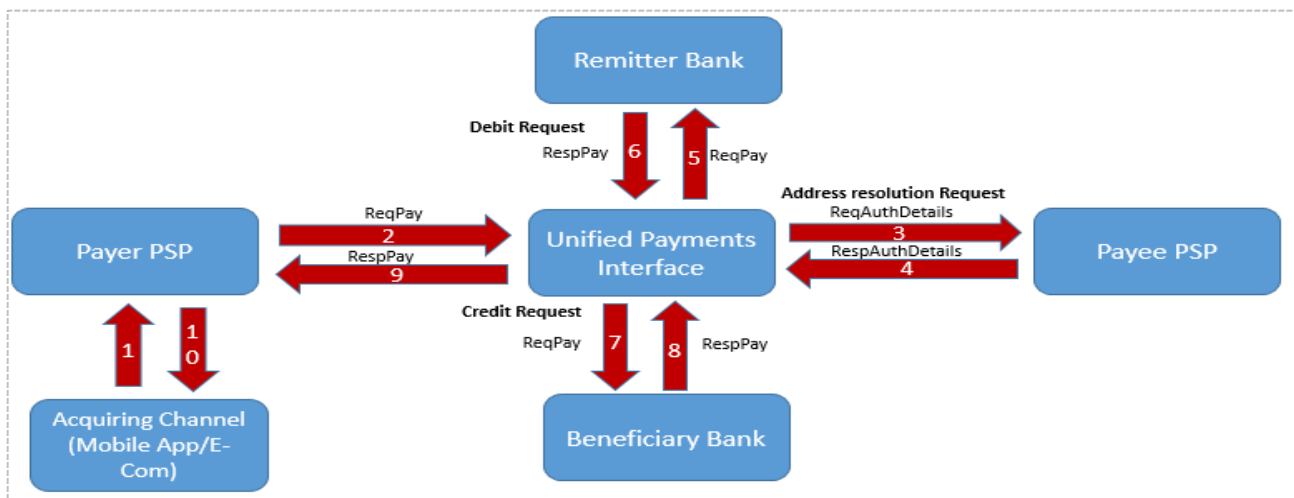 Remitter Bank
Debit Request
RespPay
6
5
ReqPay
Address resolution Request
ReqAuthDetails
3
RespAuthDetails
4
Payer PSP
ReqPay
2
RespPay
9
Unified Payments
Interface
Payee PSP
Credit Request
ReqPay
7
8
RespPay
1
1
0
Acquiring Channel
(Mobile App/E-
Com)
Beneficiary Bank